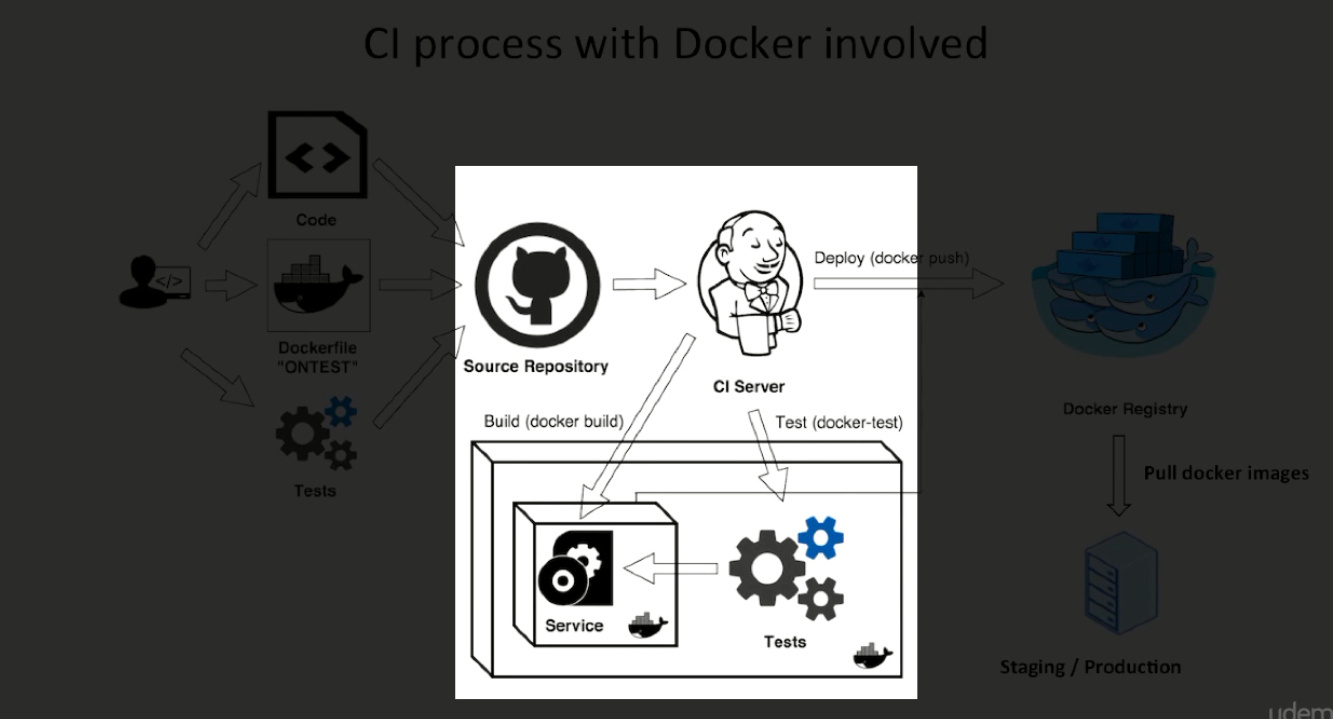 CI process with Docker involved
Code
Dockerfile
"ONTEST"
Tests
Source Repository
CI Server
Deploy (docker push)
Build (docker build)
Test (docker-test)
Service
Tests
Docker Registry
Pull docker images
Staging / Production